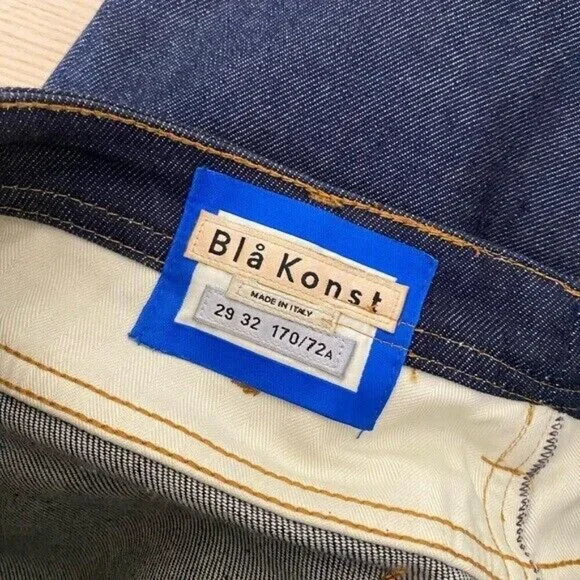 Blå Konst
MADE IN ITALY
29 32 170/72A